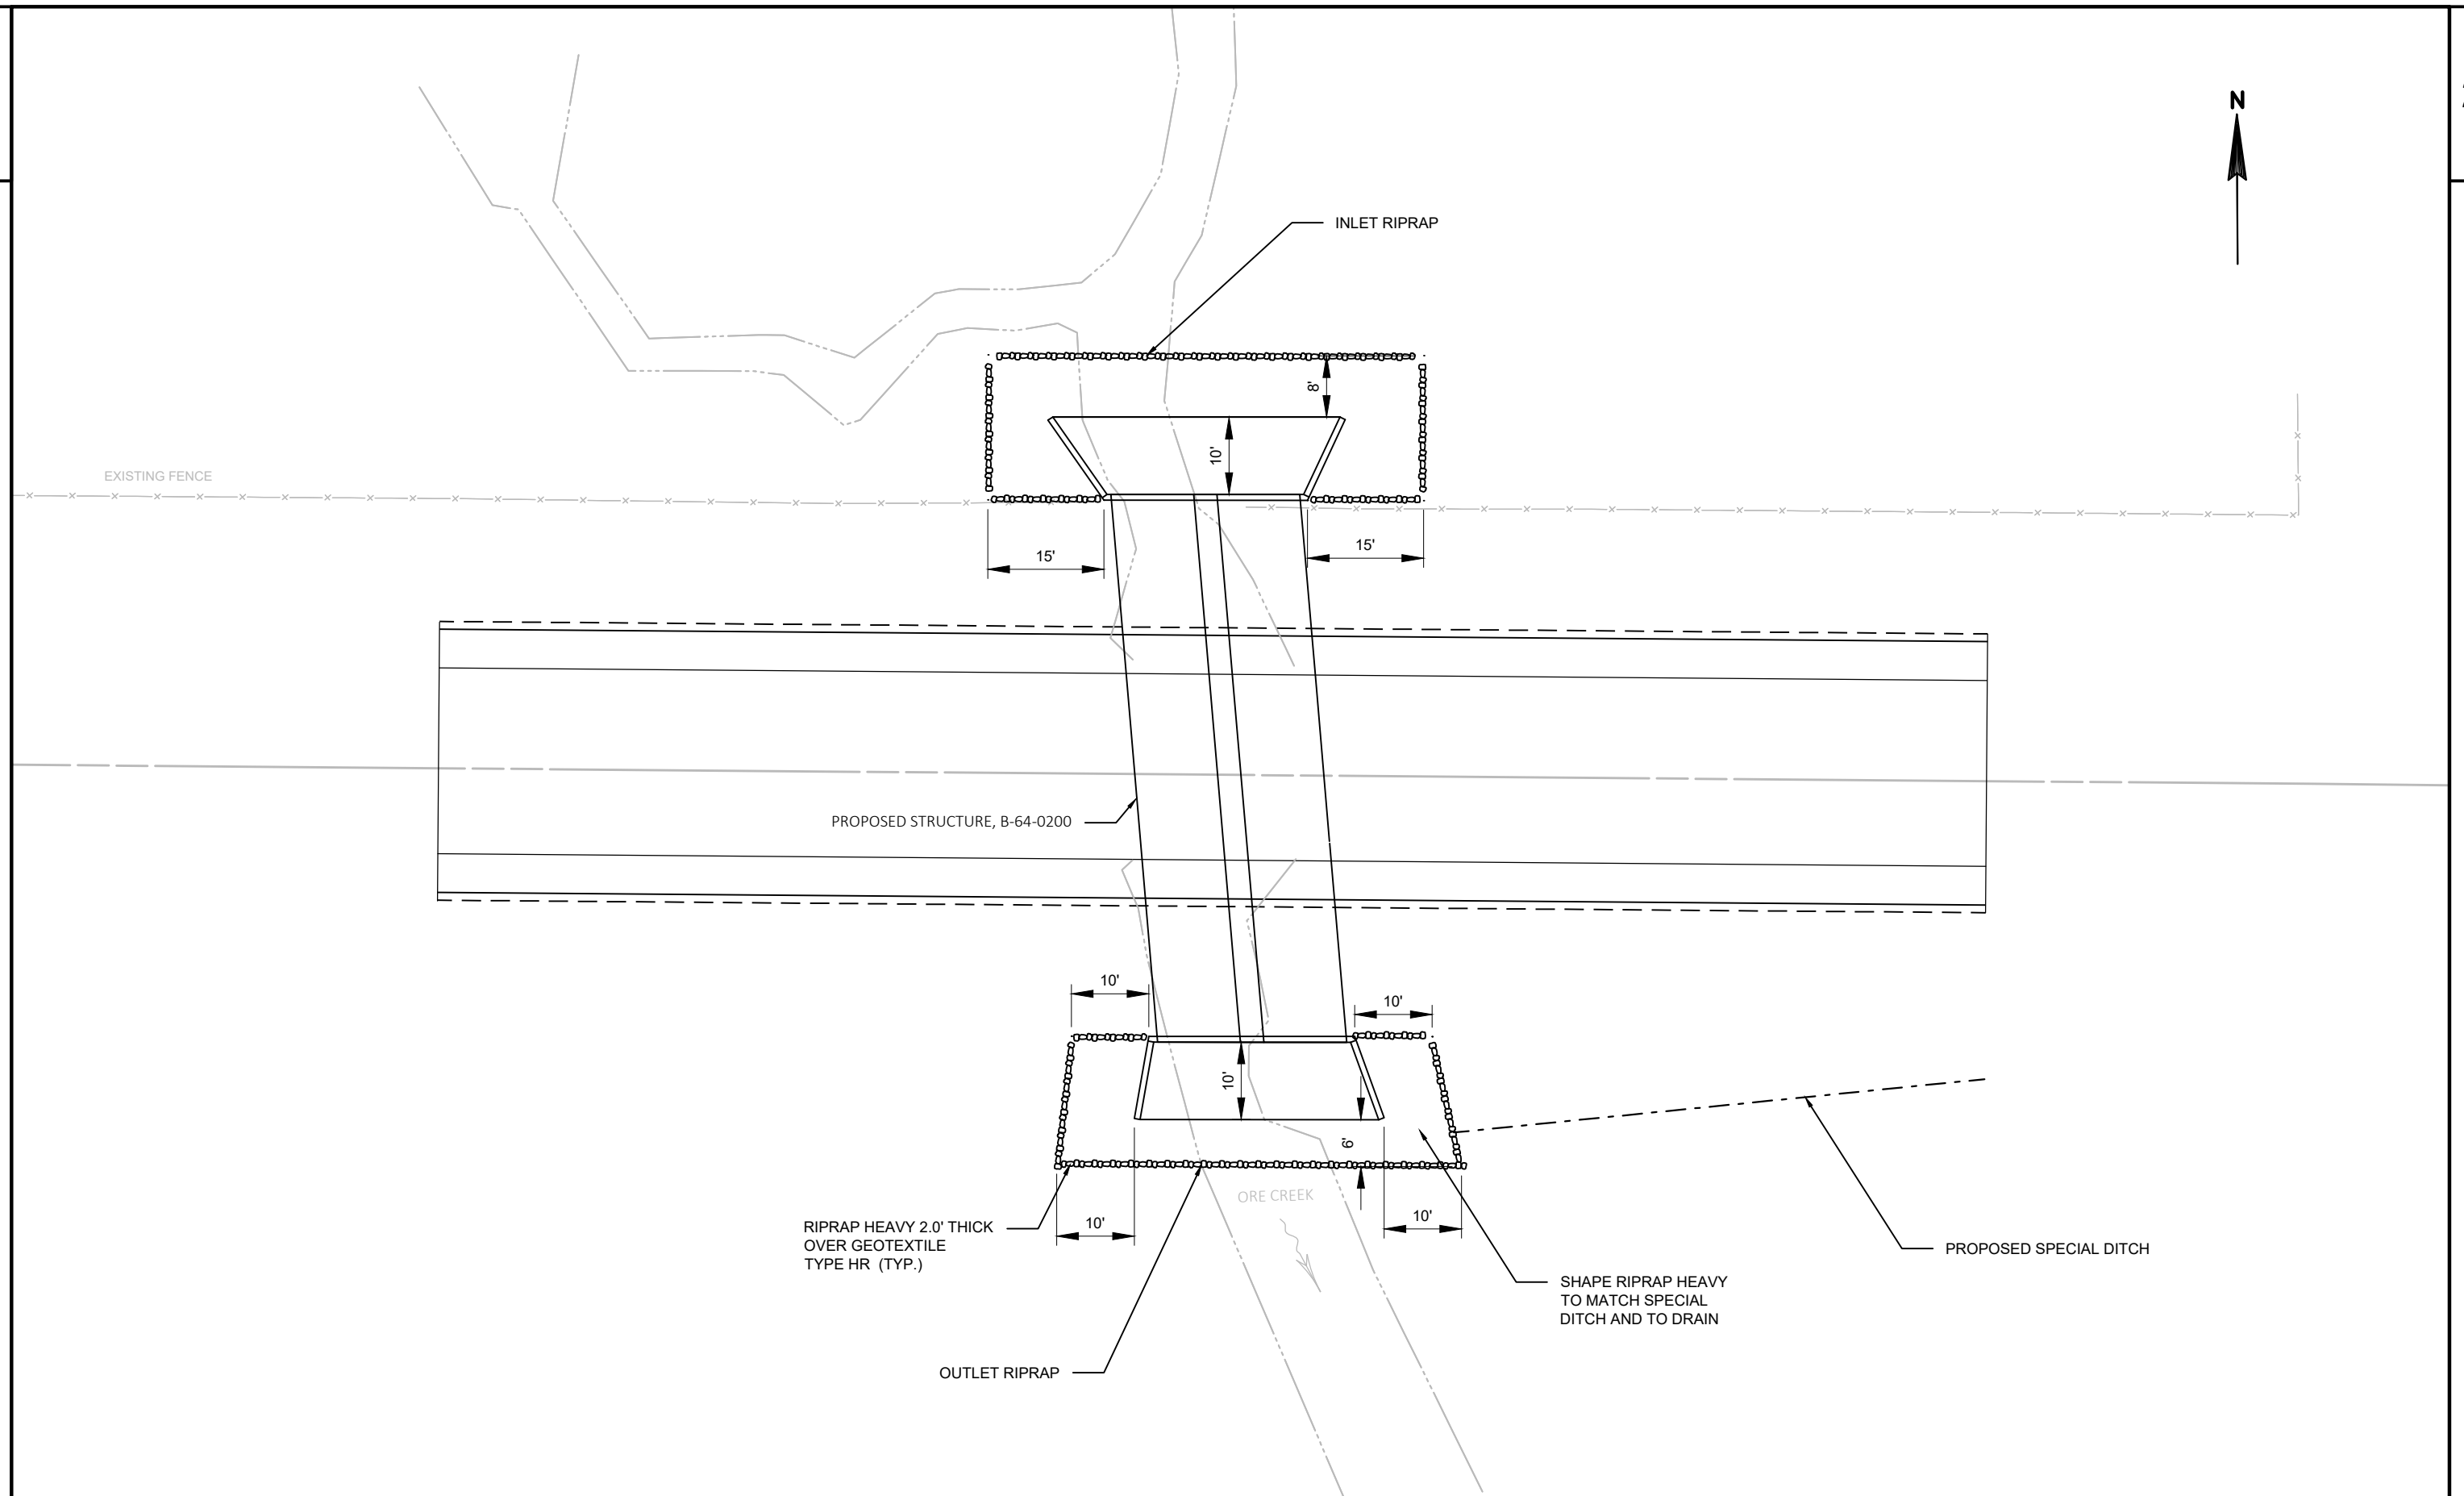 N
INLET RIPRAP
8'
10'
EXISTING FENCE
15'
15'
PROPOSED STRUCTURE, B-64-0200
10'
10'
10'
6'
ORE CREEK
10'
10'
RIPRAP HEAVY 2.0' THICK
OVER GEOTEXTILE
TYPE HR (TYP.)
PROPOSED SPECIAL DITCH
SHAPE RIPRAP HEAVY
TO MATCH SPECIAL
DITCH AND TO DRAIN
OUTLET RIPRAP